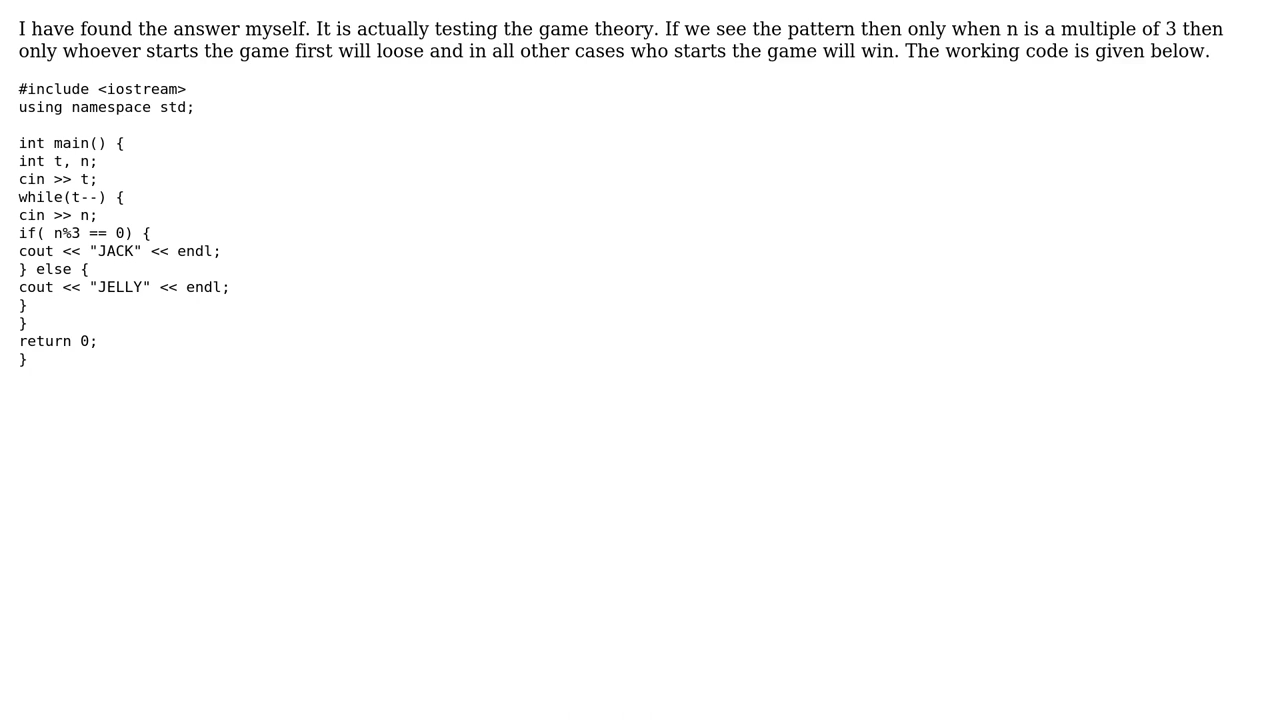 I have found the answer myself. It is actually testing the game theory. If we see the pattern then only when n is a multiple of 3 then
only whoever starts the game first will loose and in all other cases who starts the game will win. The working code is given below.
#include <iostream>
using namespace std;
int main() {
int t, n;
cin >> t;
while(t--) {
cin >> n;
if( n%3 == 0) {
cout << "JACK" << endl;
} else {
cout << "JELLY" << endl;
}
}
return 0;
}